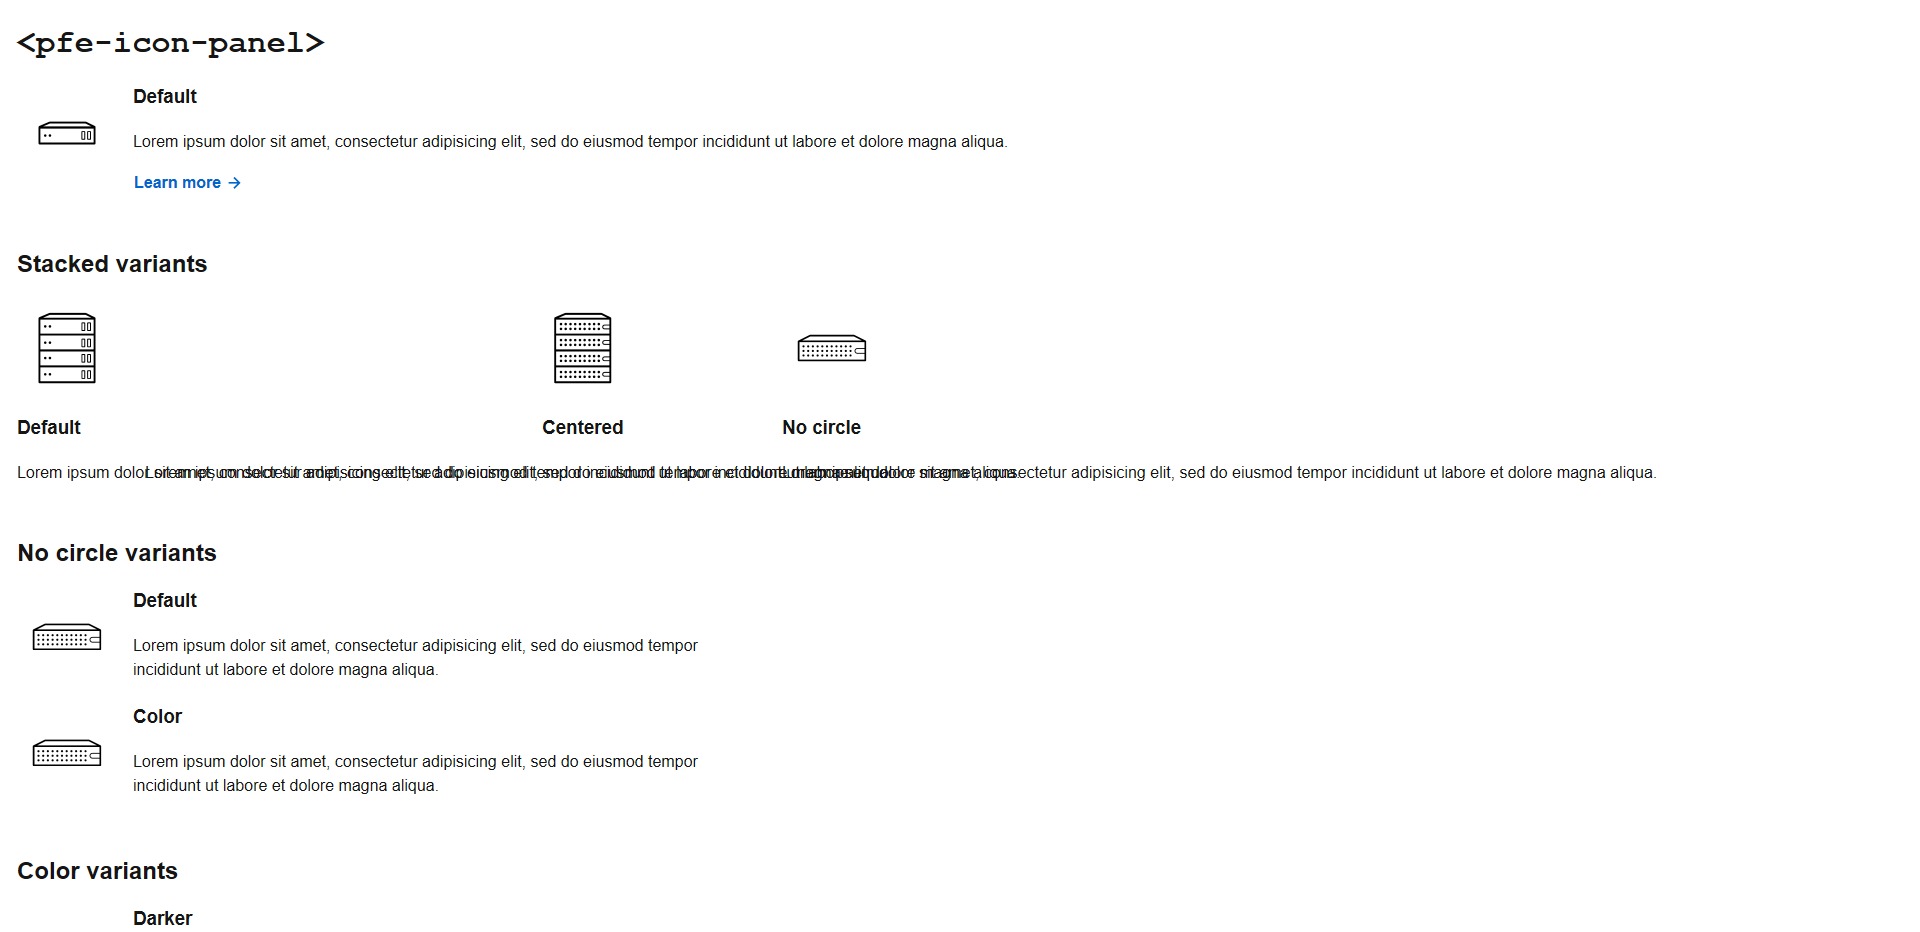 <pfe-icon-panel>
Default
Lorem ipsum dolor sit amet, consectetur adipisicing elit, sed do eiusmod tempor incididunt ut labore et dolore magna aliqua.
Learn more →
Stacked variants
Default
Centered
No circle
Lorem ipsum dolor
consectetur adipisicing elit, sed do eiusmod tempor incididunt ut labore et dolore magna aliqua.
No circle variants
Default
Lorem ipsum dolor sit amet, consectetur adipisicing elit, sed do eiusmod tempor
incididunt ut labore et dolore magna aliqua.
Color
Lorem ipsum dolor sit amet, consectetur adipisicing elit, sed do eiusmod tempor
incididunt ut labore et dolore magna aliqua.
Color variants
Darker